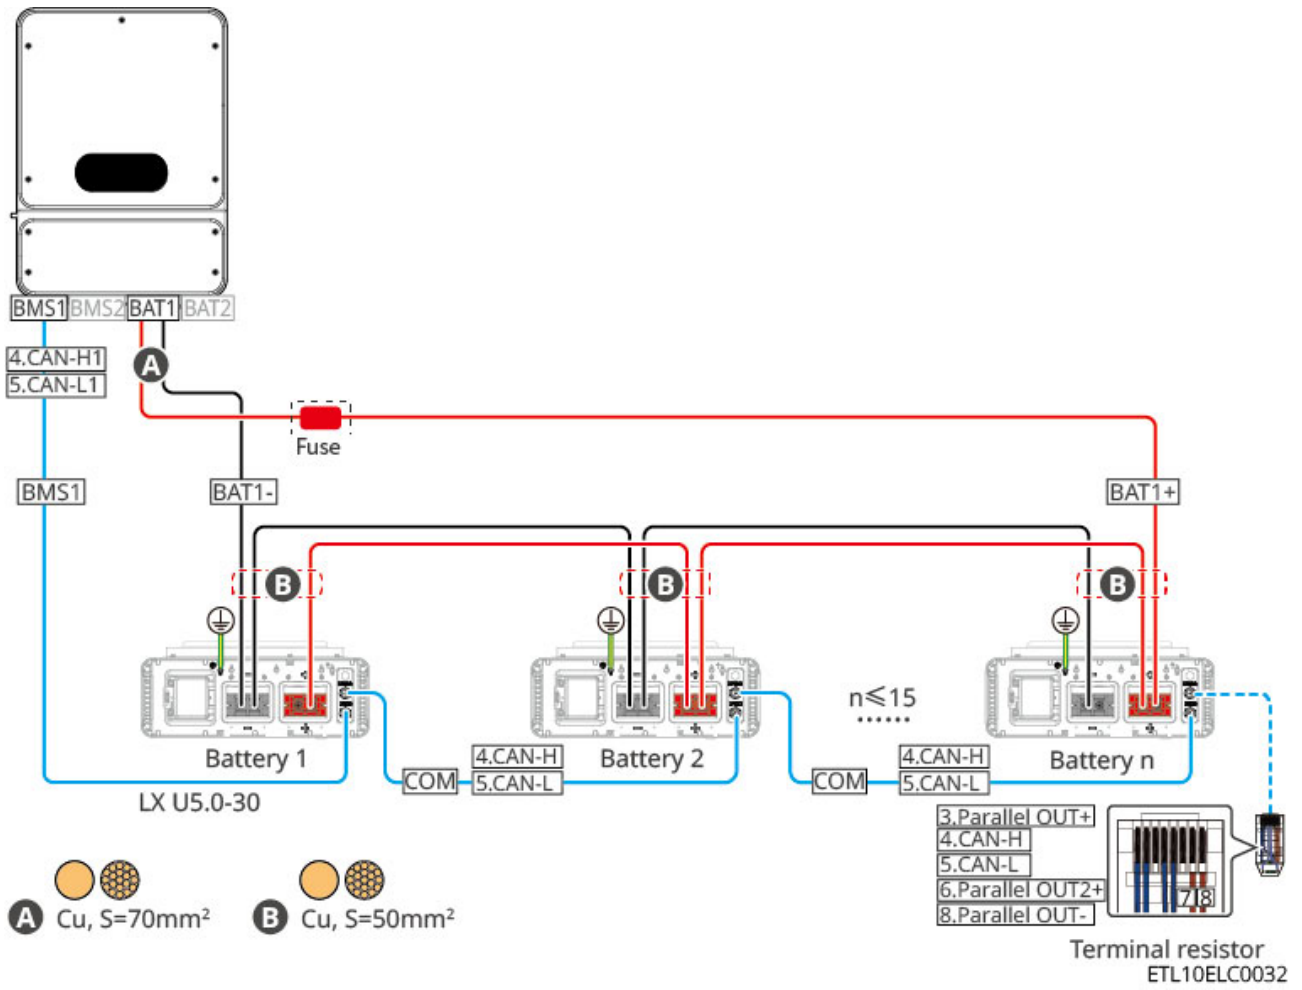 BMS1 BMS2 BAT1 BAT2
4.CAN-H1
5.CAN-L1
A
Fuse
BMS1
BAT1-
BAT1+
B
B
B
n≤15
......
Battery 1
Battery 2
Battery n
4.CAN-H
5.CAN-L
COM
4.CAN-H
5.CAN-L
COM
LX U5.0-30
3.Parallel OUT+
4.CAN-H
5.CAN-L
6.Parallel OUT2+
8.Parallel OUT-
7 8
A Cu, S=70mm²
B Cu, S=50mm²
Terminal resistor
ETL10ELC0032